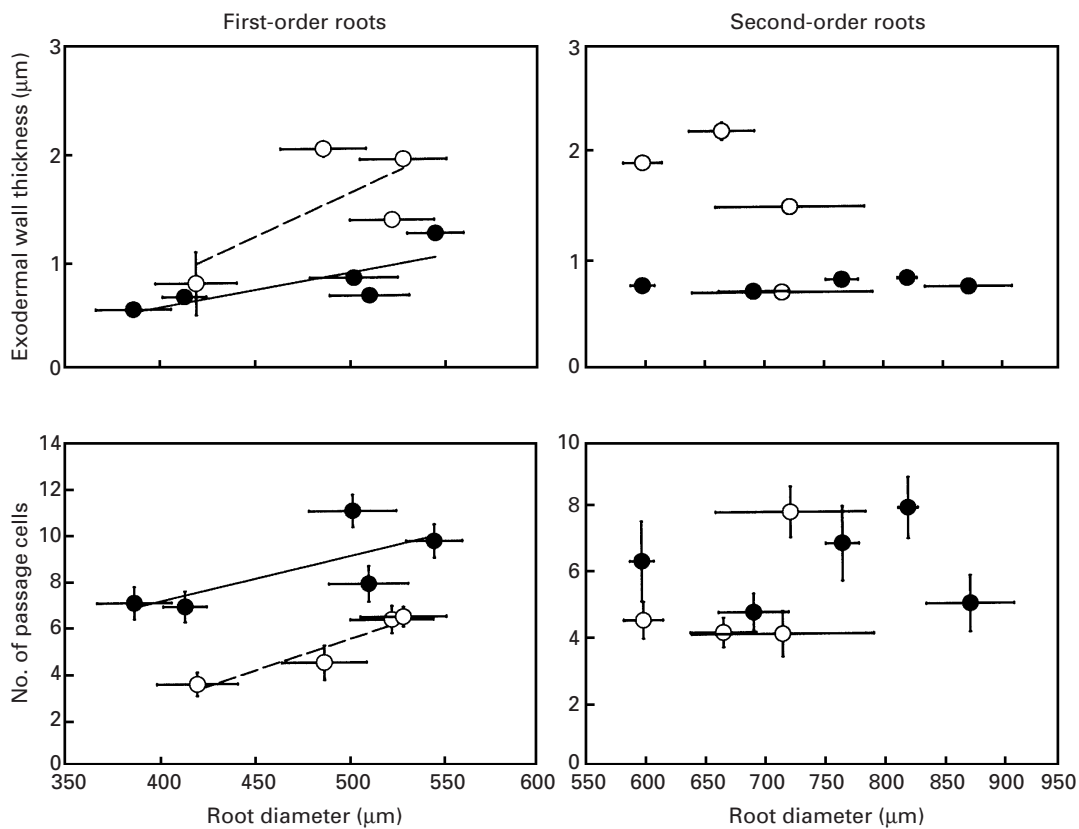 First-order roots
Second-order roots
Exodermal wall thickness (μm)
3
2
1
0
3
2
1
0
No. of passage cells
14
12
10
8
6
4
2
0
350 400 450 500 550 600
Root diameter (μm)
10
8
6
4
2
0
550 600 650 700 750 800 850 900 950
Root diameter (μm)